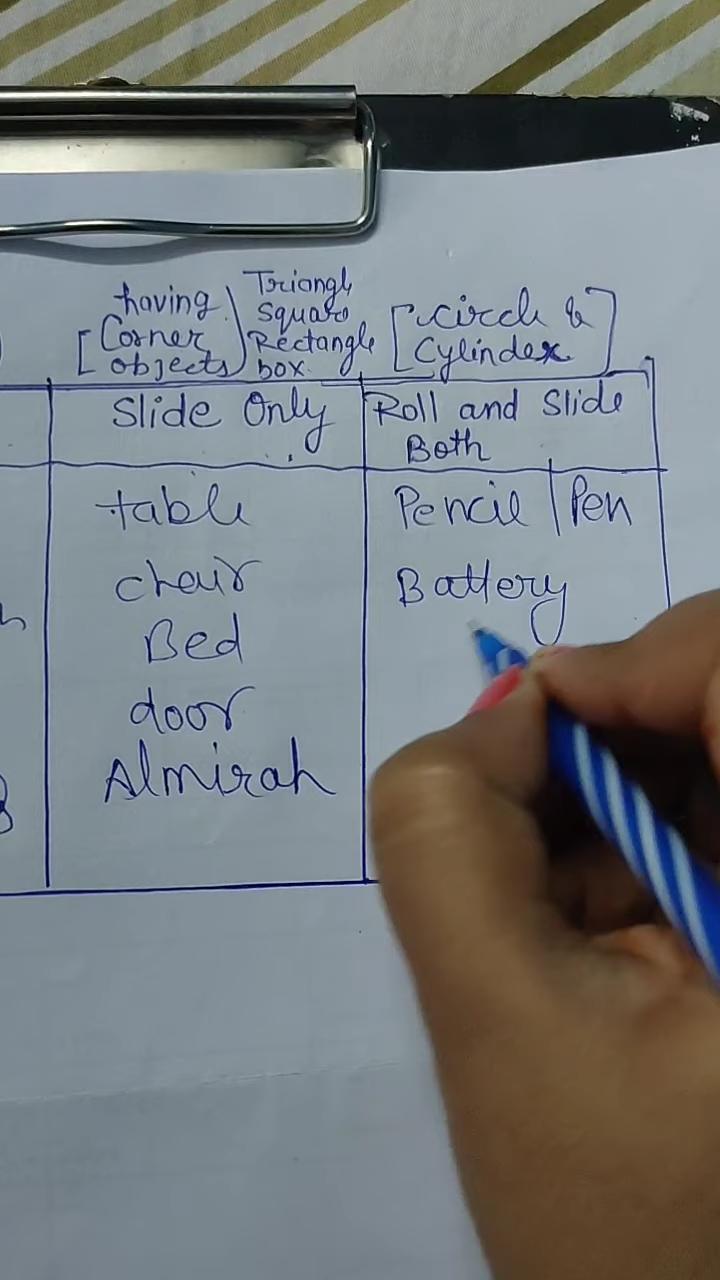 having
[Corner
objects)
Triangl,
Square
Rectangle
box.
[Circle &
Cylinder]
Slide Only
Roll and Slide
Both
table
Pencil | Pen
chair
Battery
Bed
door
Almirah